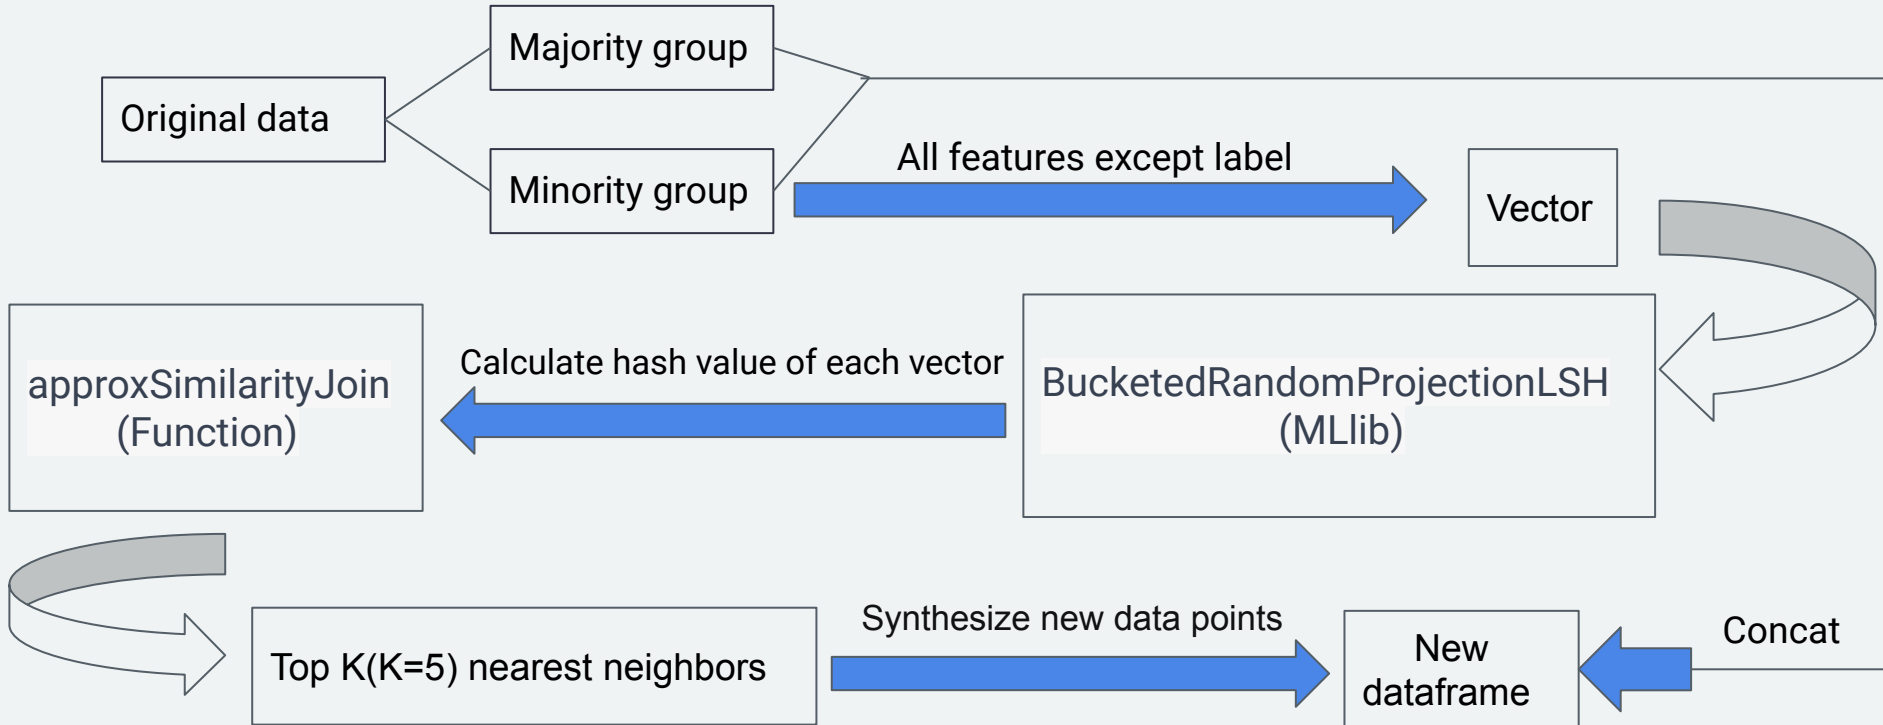 Majority group
Original data
Minority group
All features except label
Vector
Calculate hash value of each vector
approxSimilarityJoin
(Function)
BucketedRandomProjectionLSH
(MLlib)
Top K(K=5) nearest neighbors
Synthesize new data points
New
dataframe
Concat